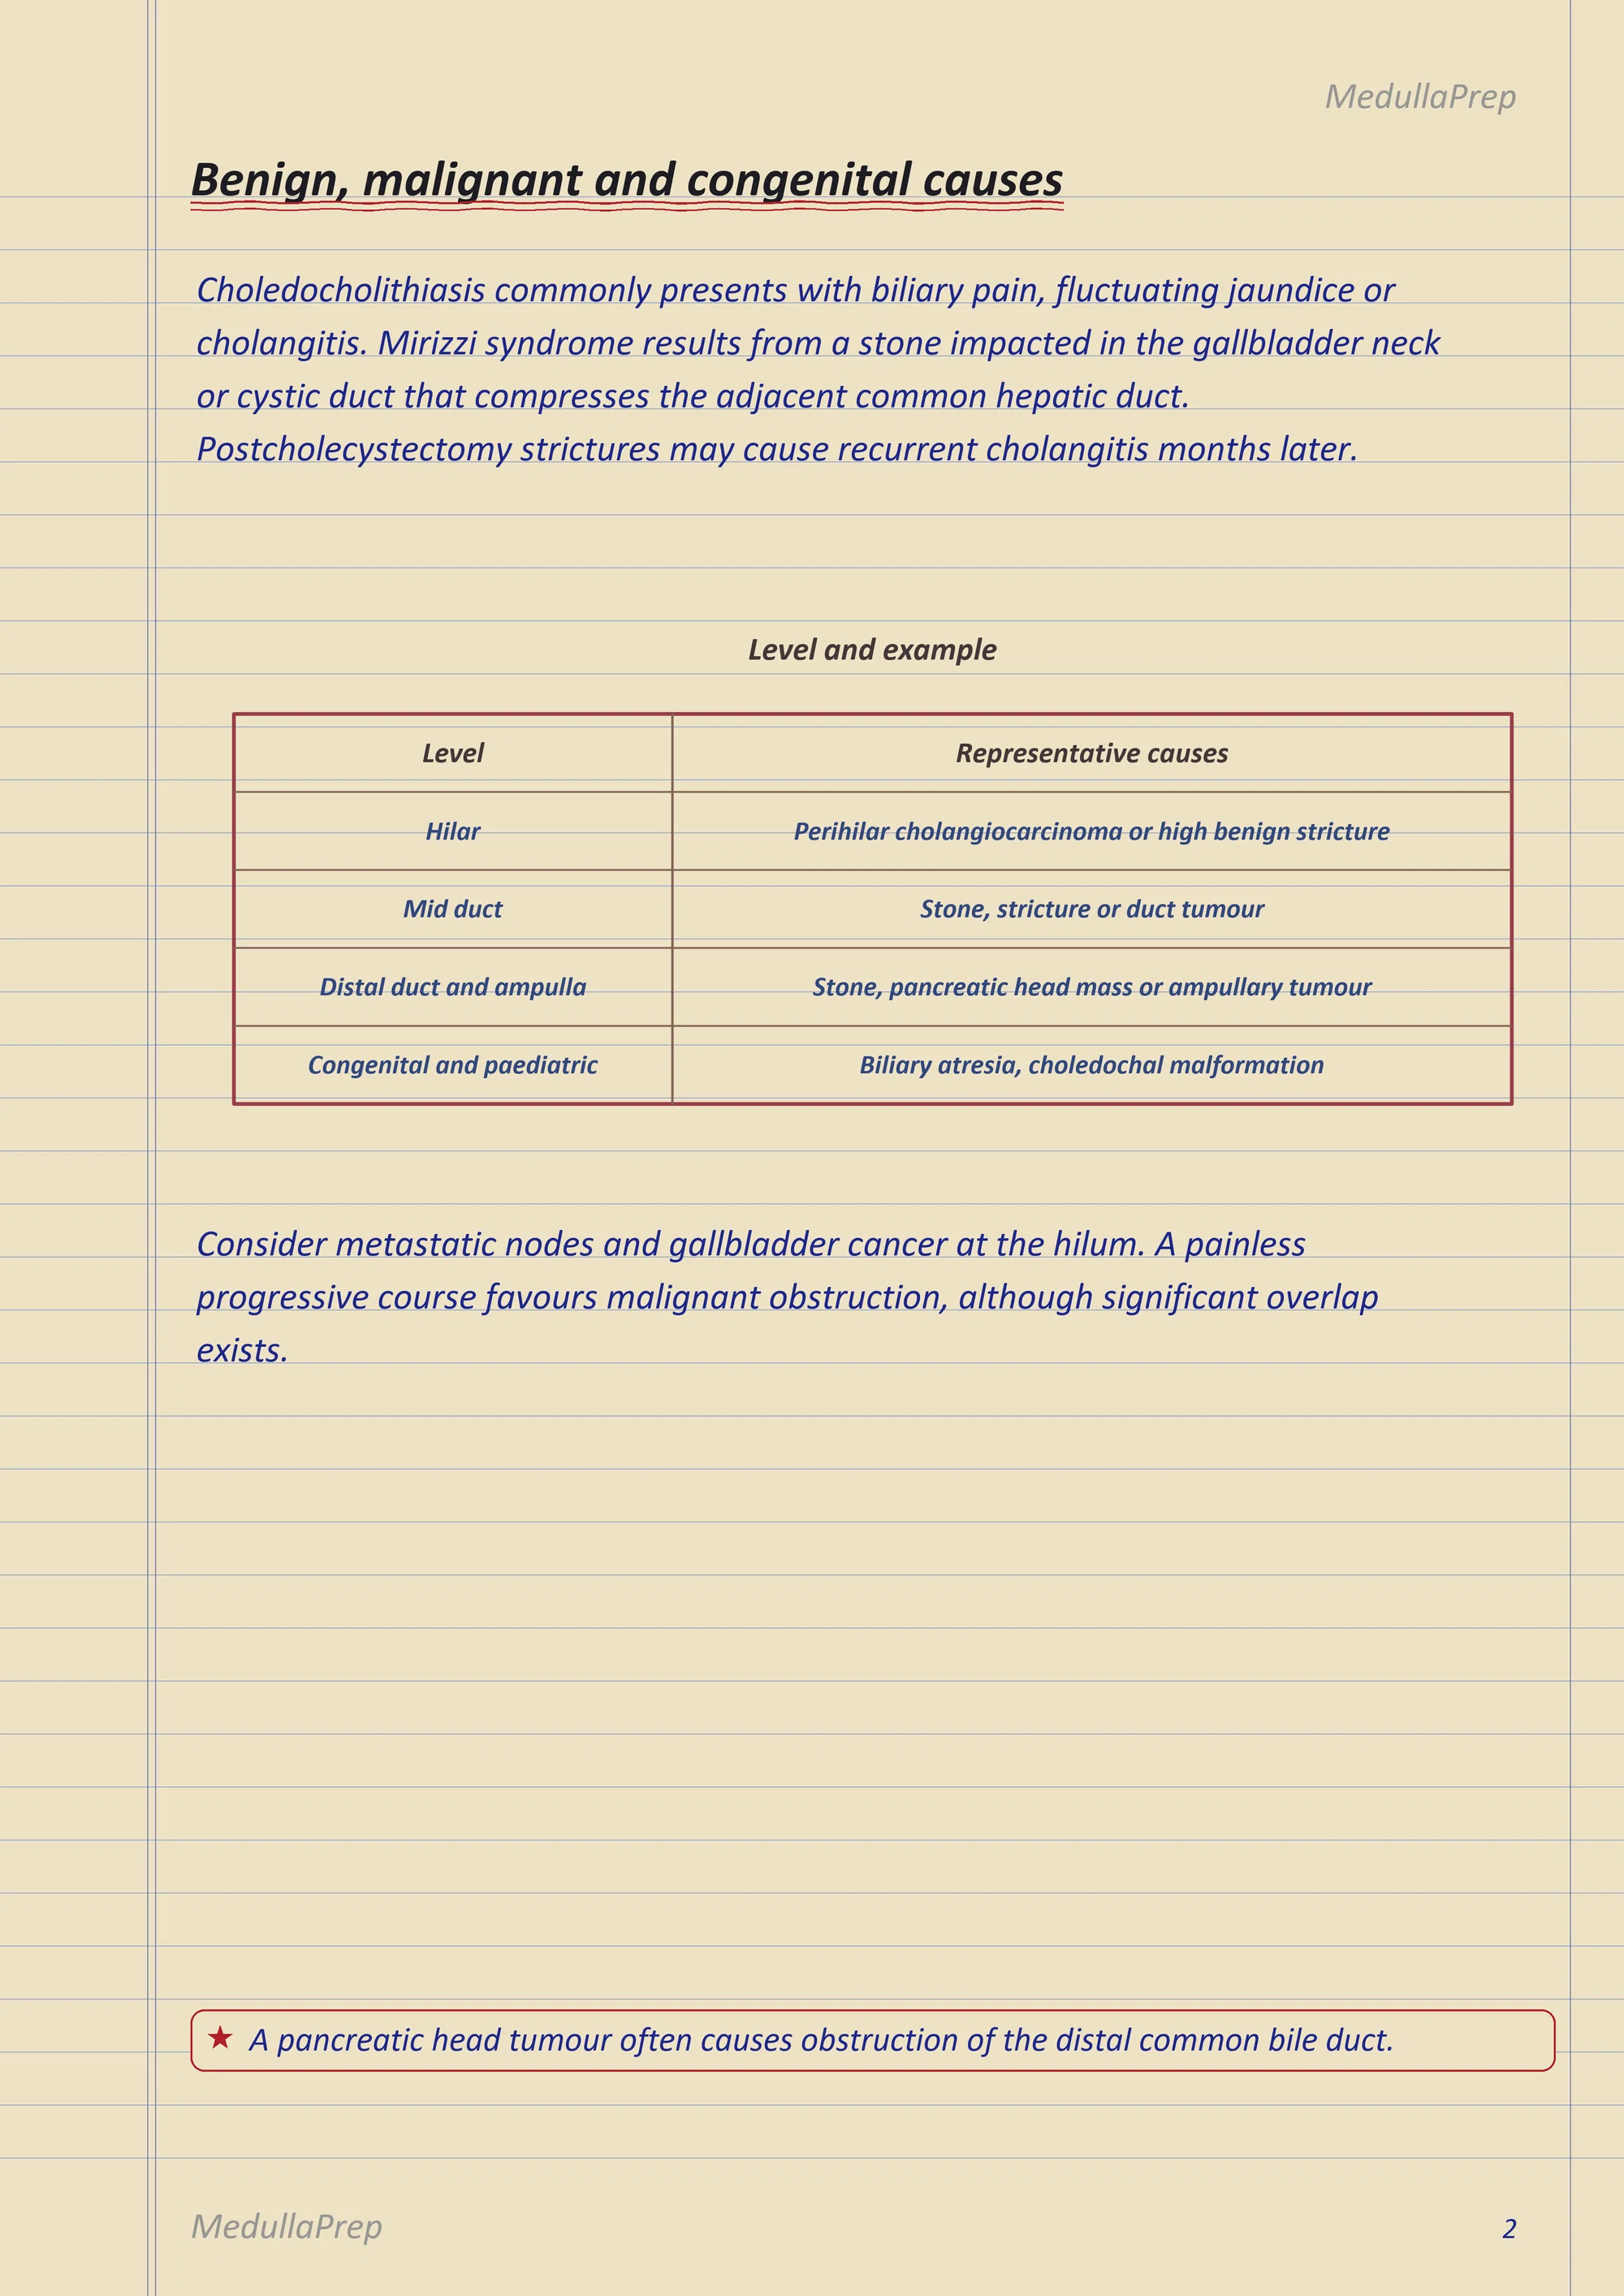 MedullaPrep
Benign, malignant and congenital causes
Choledocholithiasis commonly presents with biliary pain, fluctuating jaundice or
cholangitis. Mirizzi syndrome results from a stone impacted in the gallbladder neck
or cystic duct that compresses the adjacent common hepatic duct.
Postcholecystectomy strictures may cause recurrent cholangitis months later.
Level and example
Level Representative causes
Hilar Perihilar cholangiocarcinoma or high benign stricture
Mid duct Stone, stricture or duct tumour
Distal duct and ampulla Stone, pancreatic head mass or ampullary tumour
Congenital and paediatric Biliary atresia, choledochal malformation
Consider metastatic nodes and gallbladder cancer at the hilum. A painless
progressive course favours malignant obstruction, although significant overlap
exists.
★ A pancreatic head tumour often causes obstruction of the distal common bile duct.
MedullaPrep 2